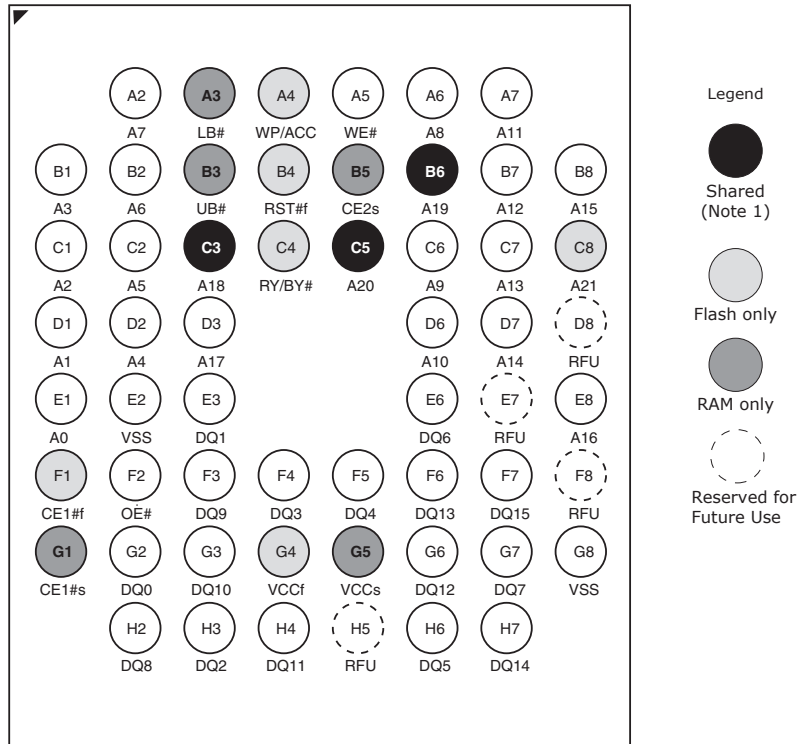 A2 A3 A4 A5 A6 A7
A7 LB# WP/ACC WE# A8 A11
B1 B2 B3 B4 B5 B6 B7 B8
A3 A6 UB# RST#f CE2s A19 A12 A15
C1 C2 C3 C4 C5 C6 C7 C8
A2 A5 A18 RY/BY# A20 A9 A13 A21
D1 D2 D3 D6 D7 D8
A1 A4 A17 A10 A14 RFU
E1 E2 E3 E6 E7 E8
A0 VSS DQ1 DQ6 RFU A16
F1 F2 F3 F4 F5 F6 F7 F8
CE1#f OE# DQ9 DQ3 DQ4 DQ13 DQ15 RFU
G1 G2 G3 G4 G5 G6 G7 G8
CE1#s DQ0 DQ10 VCCf VCCs DQ12 DQ7 VSS
H2 H3 H4 H5 H6 H7
DQ8 DQ2 DQ11 RFU DQ5 DQ14
Legend
Shared
(Note 1)
Flash only
RAM only
Reserved for
Future Use